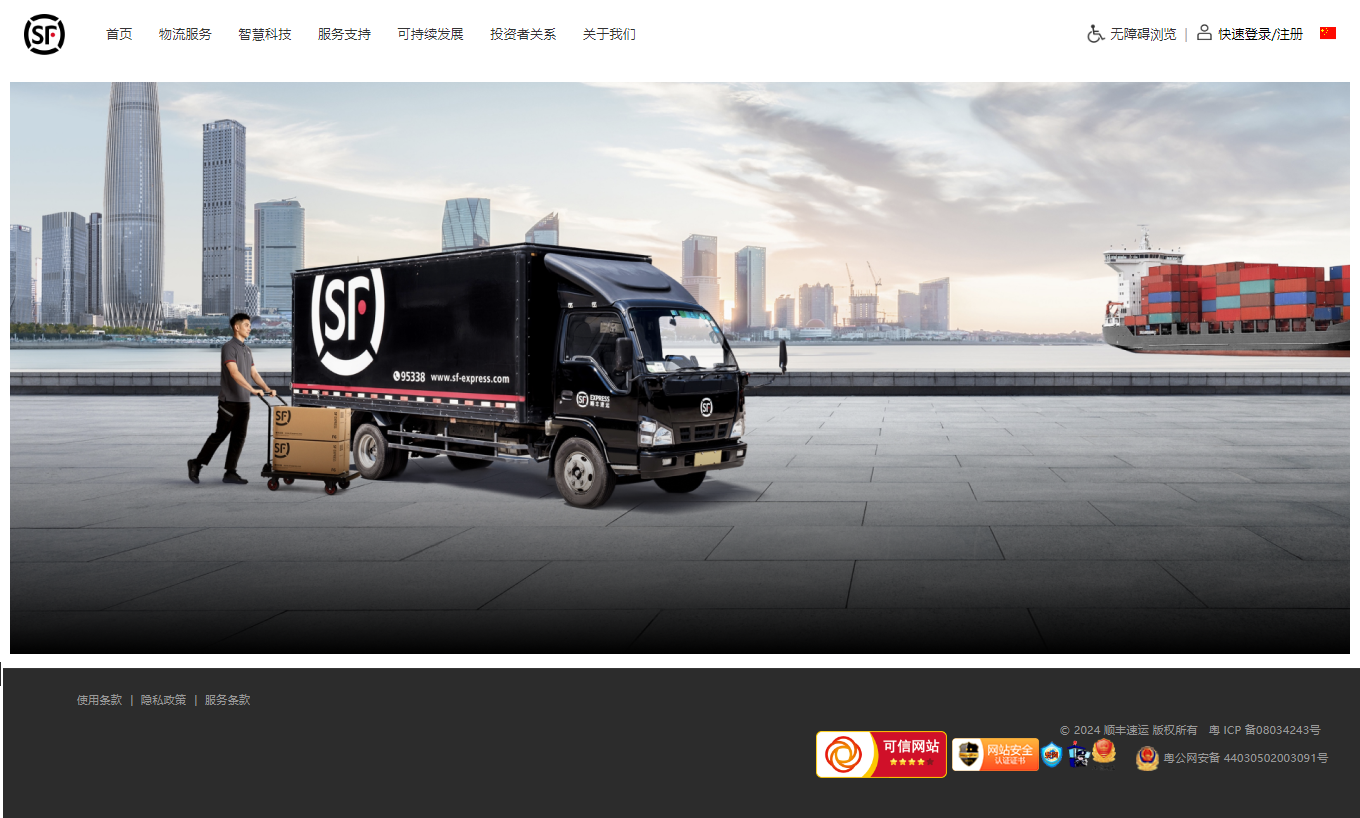 SF
首页 物流服务 智慧科技 服务支持 可持续发展 投资者关系 关于我们
无障碍浏览 | 快速登录/注册
SF
95338 www.sf-express.com
SF EXPRESS
顺丰速运
SF
SF
SF
使用条款 | 隐私政策 | 服务条款
© 2024 顺丰速运 版权所有 粤 ICP 备08034243号
可信网站
网站安全
认证证书
粤公网安备 44030502003091号